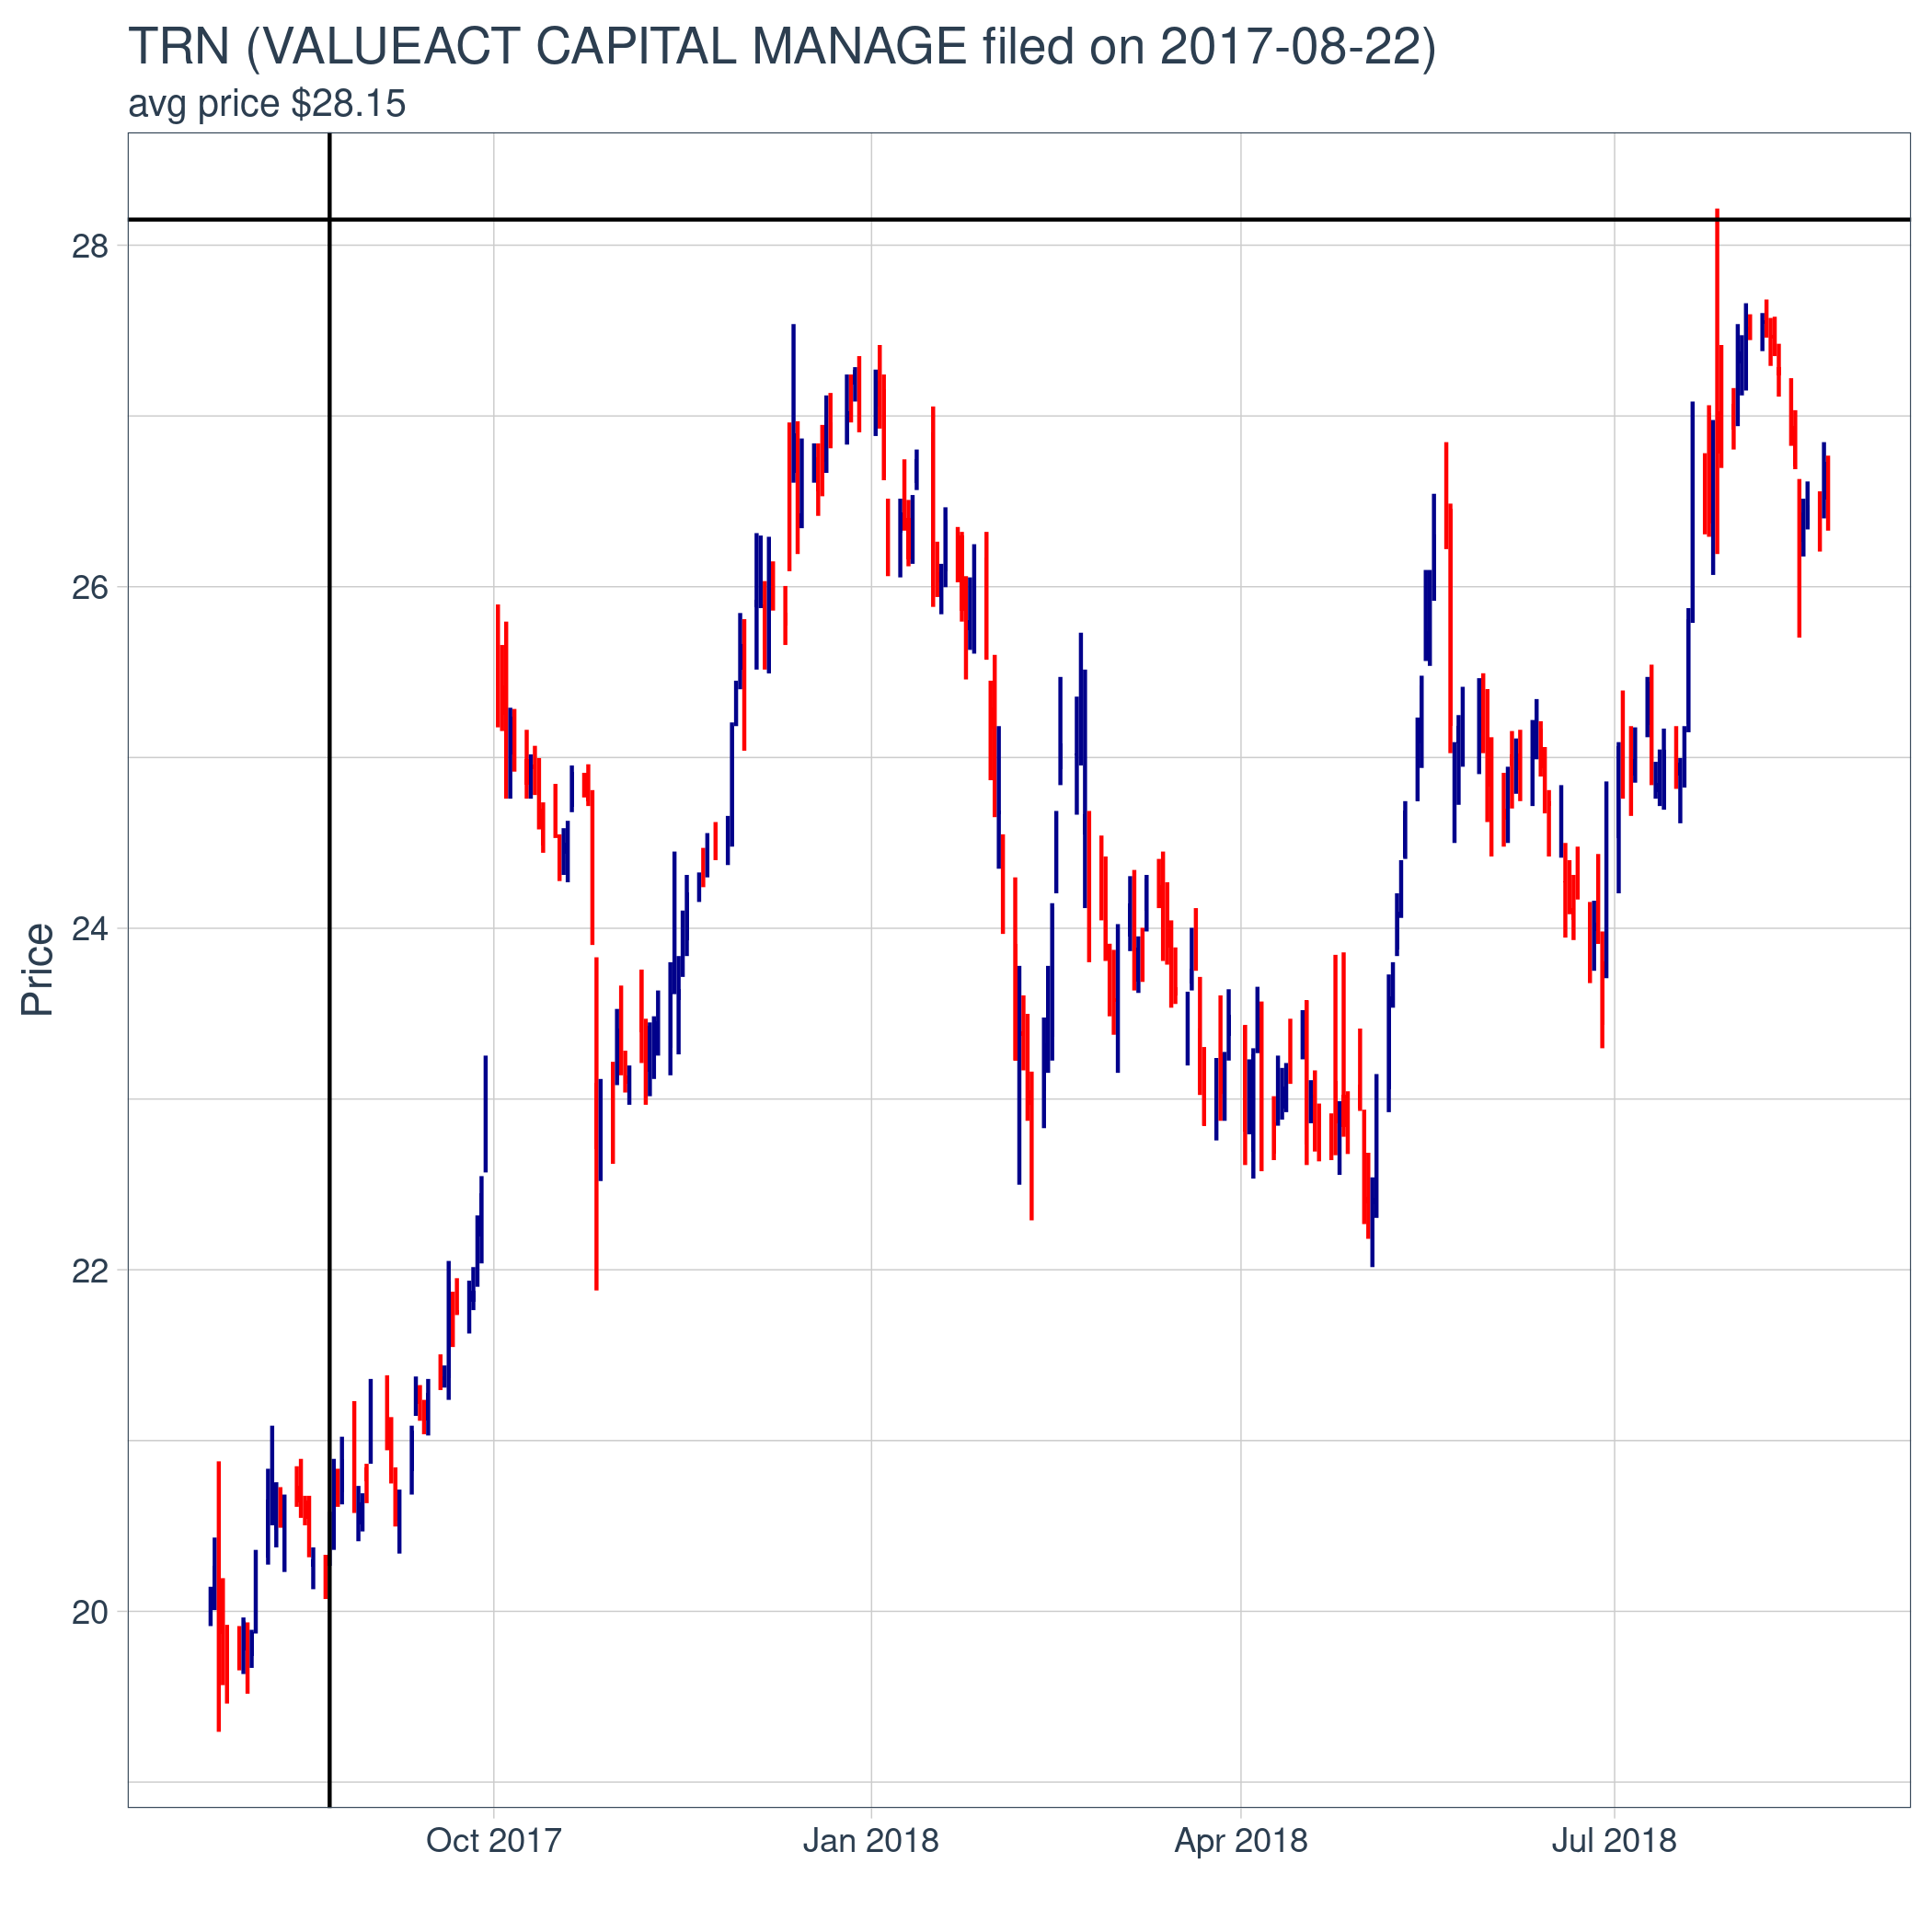 TRN (VALUEACT CAPITAL MANAGE filed on 2017-08-22)
avg price $28.15
28
26
24
22
20
Price
Oct 2017
Jan 2018
Apr 2018
Jul 2018